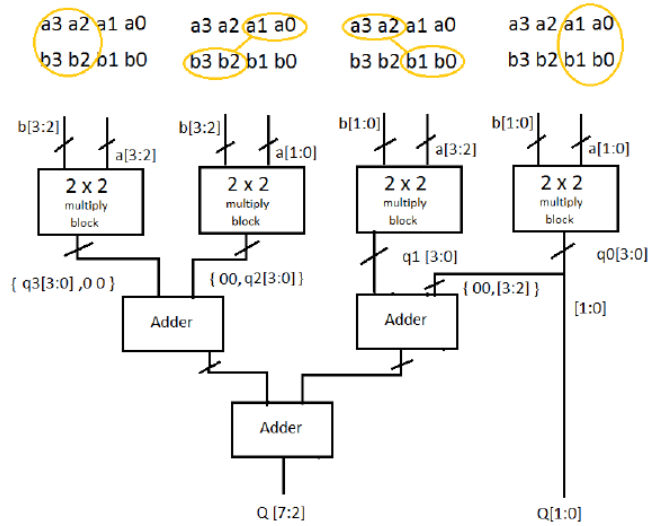 a3 a2 a1 a0
b3 b2 b1 b0
a3 a2 a1 a0
b3 b2 b1 b0
a3 a2 a1 a0
b3 b2 b1 b0
a3 a2 a1 a0
b3 b2 b1 b0
b[3:2]
a[3:2]
b[3:2]
a[1:0]
b[1:0]
a[3:2]
b[1:0]
a[1:0]
2 x 2
multiply
block
2 x 2
multiply
block
2 x 2
multiply
block
2 x 2
multiply
block
{ q3[3:0] ,0 0 }
{ 00, q2[3:0] }
q1 [3:0]
q0[3:0]
{ 00, [3:2] }
[1:0]
Adder
Adder
Adder
Q [7:2]
Q[1:0]